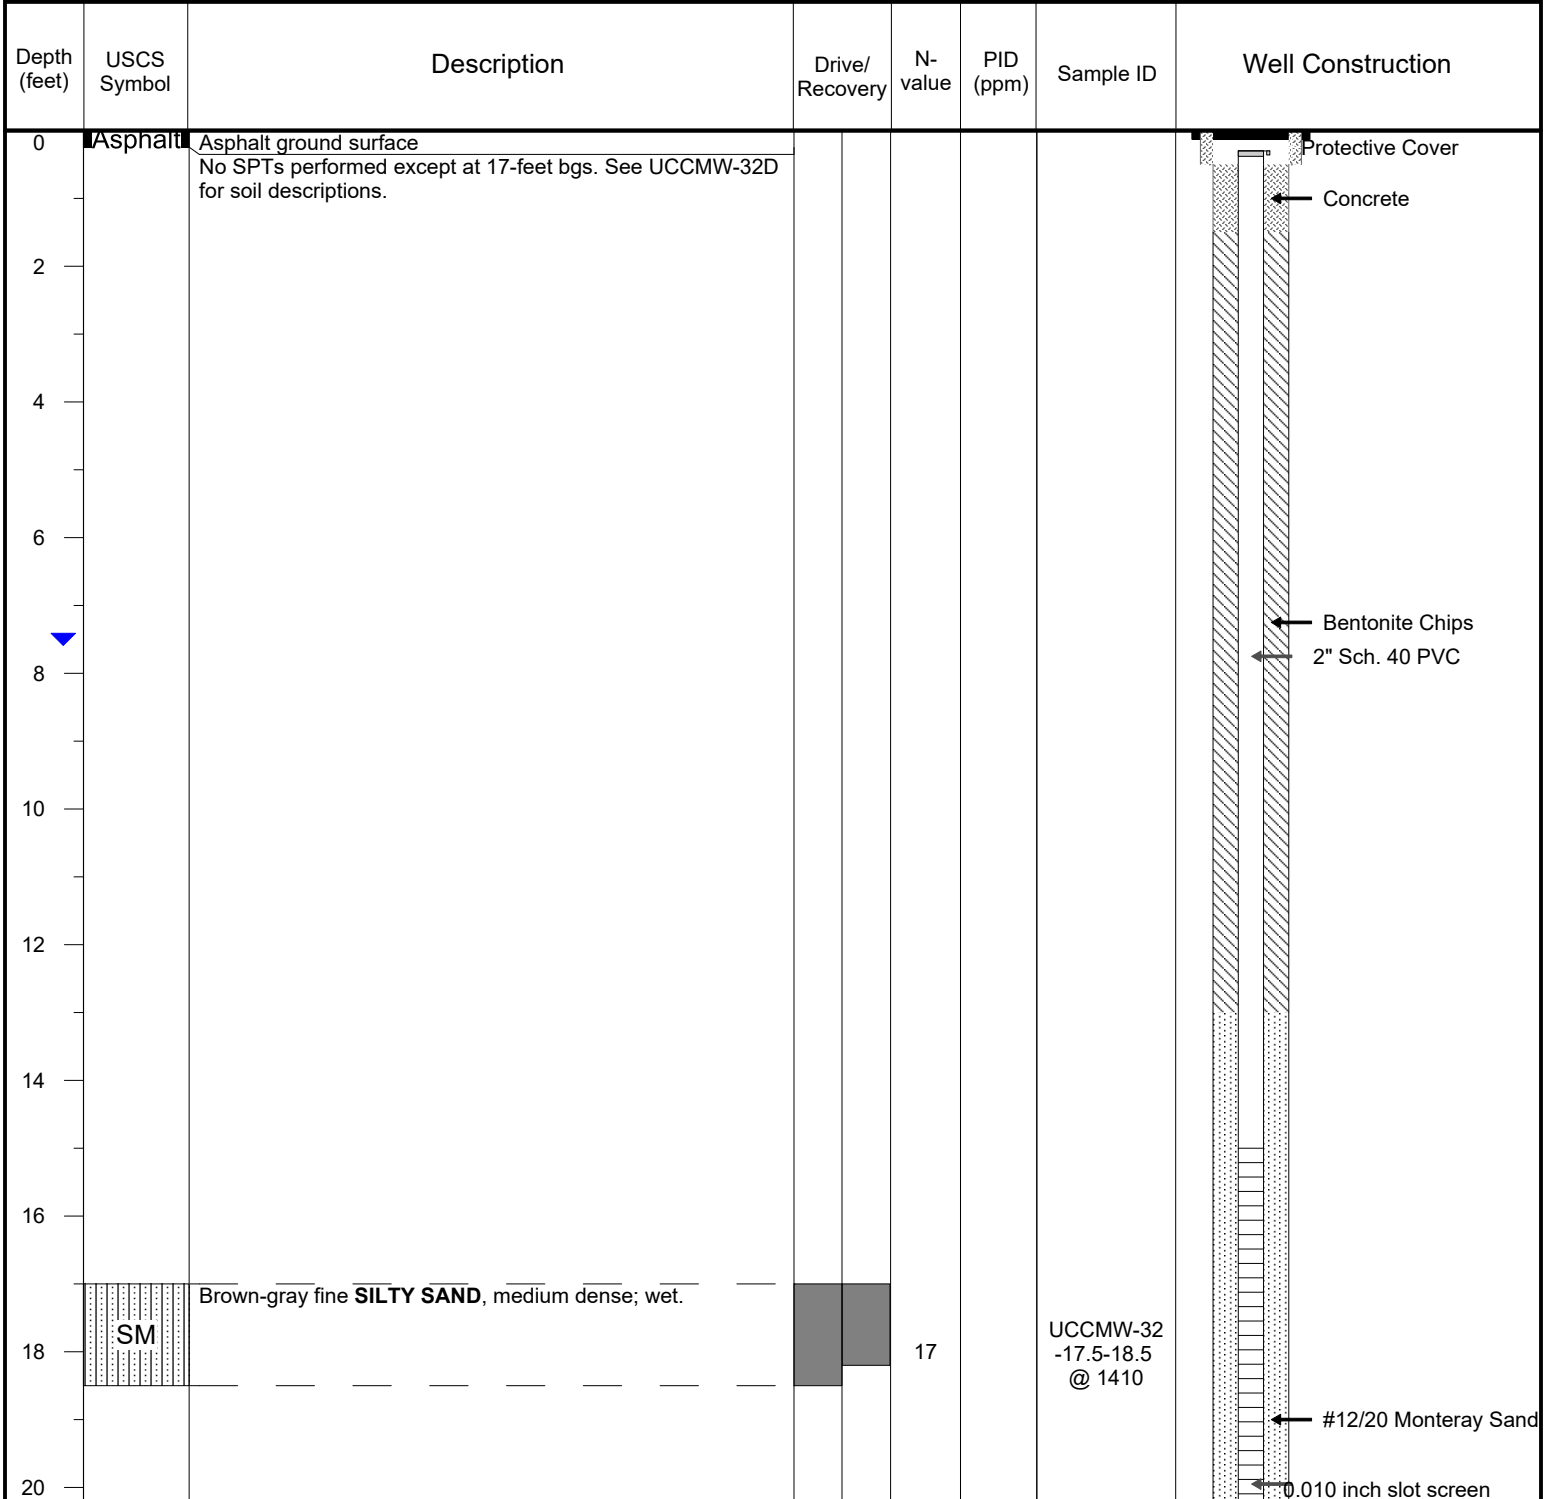 Depth
(feet)
USCS
Symbol
Description
Drive/
Recovery
N-
value
PID
(ppm)
Sample ID
Well Construction
0
Asphalt
Asphalt ground surface
Protective Cover
No SPTs performed except at 17-feet bgs. See UCCMW-32D
for soil descriptions.
Concrete
2
4
6
Bentonite Chips
2" Sch. 40 PVC
8
10
12
14
16
Brown-gray fine SILTY SAND, medium dense; wet.
SM
UCCMW-32
-17.5-18.5
@ 1410
18
17
#12/20 Monteray Sand
20
0.010 inch slot screen